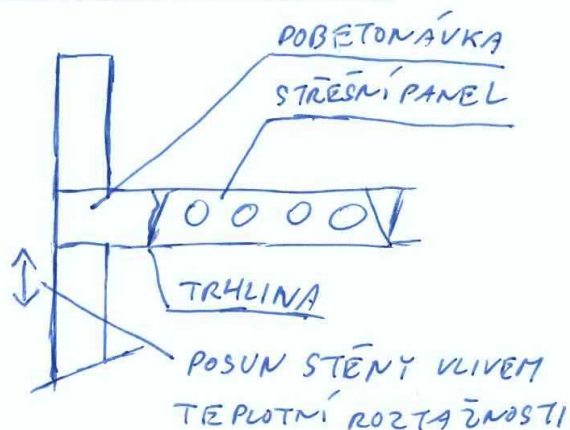 POBETONÁVKA
STŘEŠNÍ PANEL
TRHLINA
POSUN STĚNY VLIVEM
TEPLOTNÍ ROZTAŽNOSTI